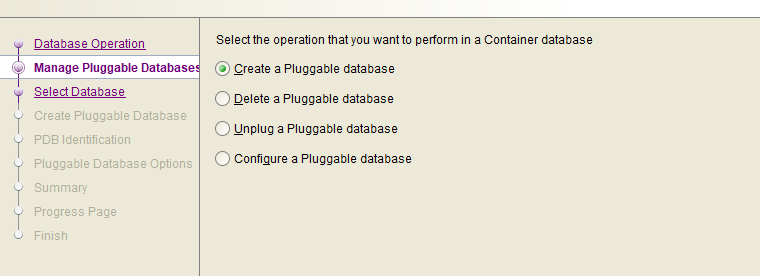 Database Operation
Manage Pluggable Databases
Select Database
Create Pluggable Database
PDB Identification
Pluggable Database Options
Summary
Progress Page
Finish
Select the operation that you want to perform in a Container database
Create a Pluggable database
Delete a Pluggable database
Unplug a Pluggable database
Configure a Pluggable database